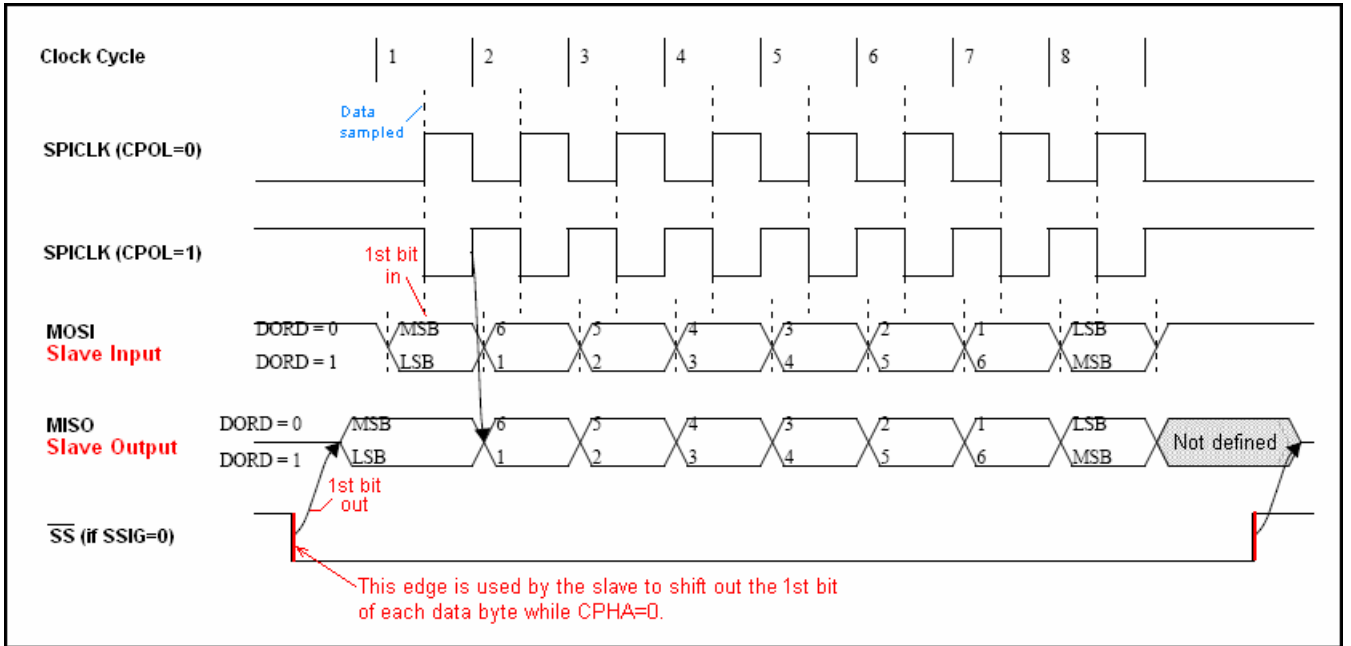 Clock Cycle 1 2 3 4 5 6 7 8
Data
sampled
SPICLK (CPOL=0)
SPICLK (CPOL=1)
1st bit
in
MOSI DORD = 0 MSB 6 5 4 3 2 1 LSB
Slave Input DORD = 1 LSB 1 2 3 4 5 6 MSB
MISO DORD = 0 MSB 6 5 4 3 2 1 LSB
Slave Output DORD = 1 LSB 1 2 3 4 5 6 MSB
Not defined
1st bit
out
SS (if SSIG=0)
This edge is used by the slave to shift out the 1st bit
of each data byte while CPHA=0.